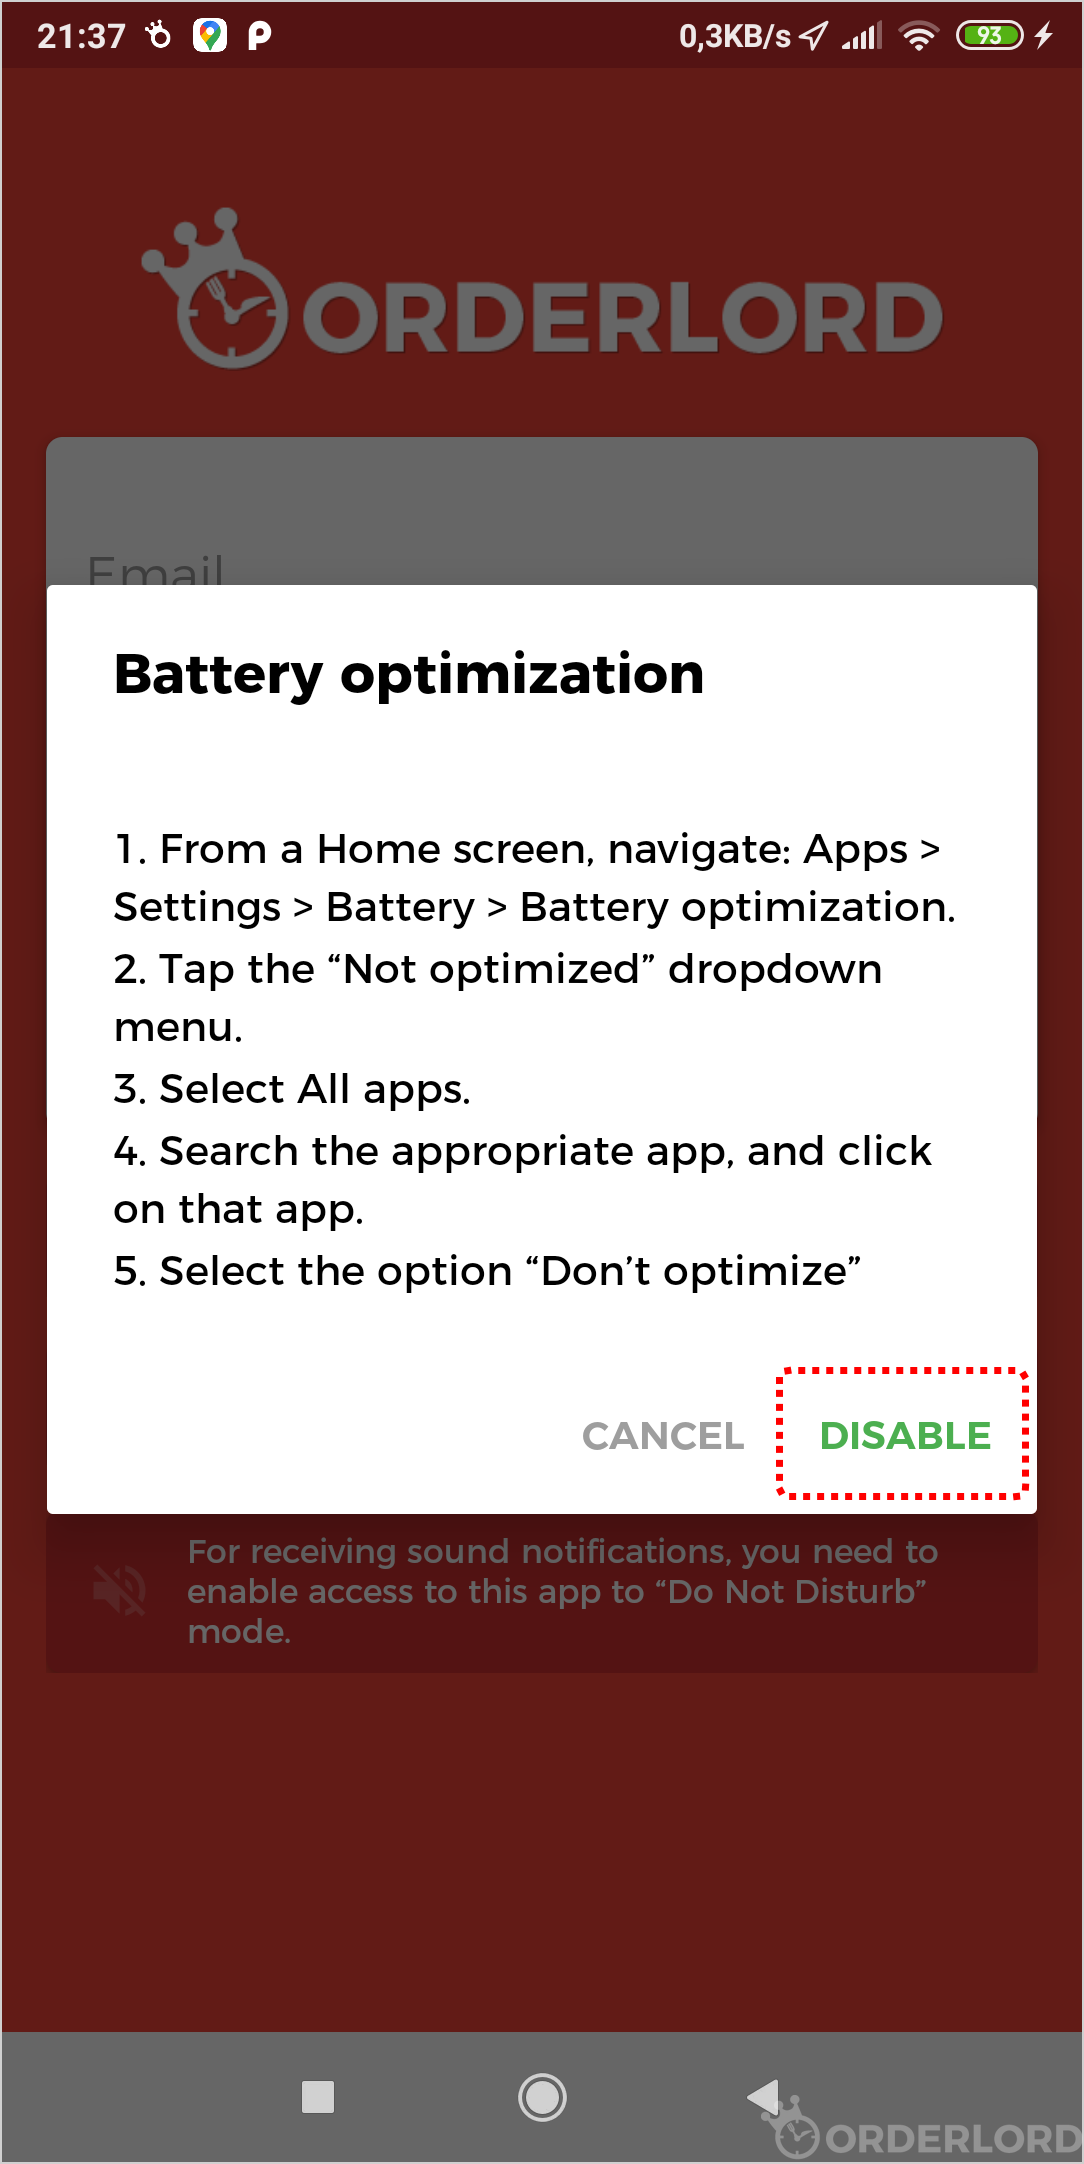 21:37 P 0,3KB/s 93
ORDERLORD
Email
Battery optimization
1. From a Home screen, navigate: Apps >
Settings > Battery > Battery optimization.
2. Tap the “Not optimized” dropdown
menu.
3. Select All apps.
4. Search the appropriate app, and click
on that app.
5. Select the option “Don’t optimize”
CANCEL DISABLE
For receiving sound notifications, you need to
enable access to this app to “Do Not Disturb”
mode.
ORDERLORD